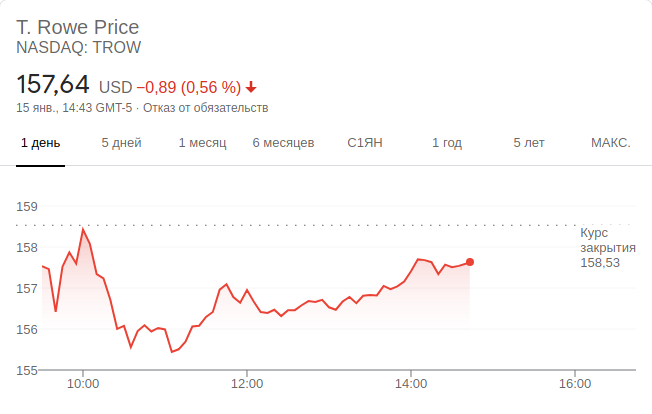 T. Rowe Price
NASDAQ: TROW
157,64 USD −0,89 (0,56 %)
15 янв., 14:43 GMT-5 · Отказ от обязательств
1 день 5 дней 1 месяц 6 месяцев С1ЯН 1 год 5 лет МАКС.
159
Курс
закрытия
158,53
158
157
156
155
10:00 12:00 14:00 16:00